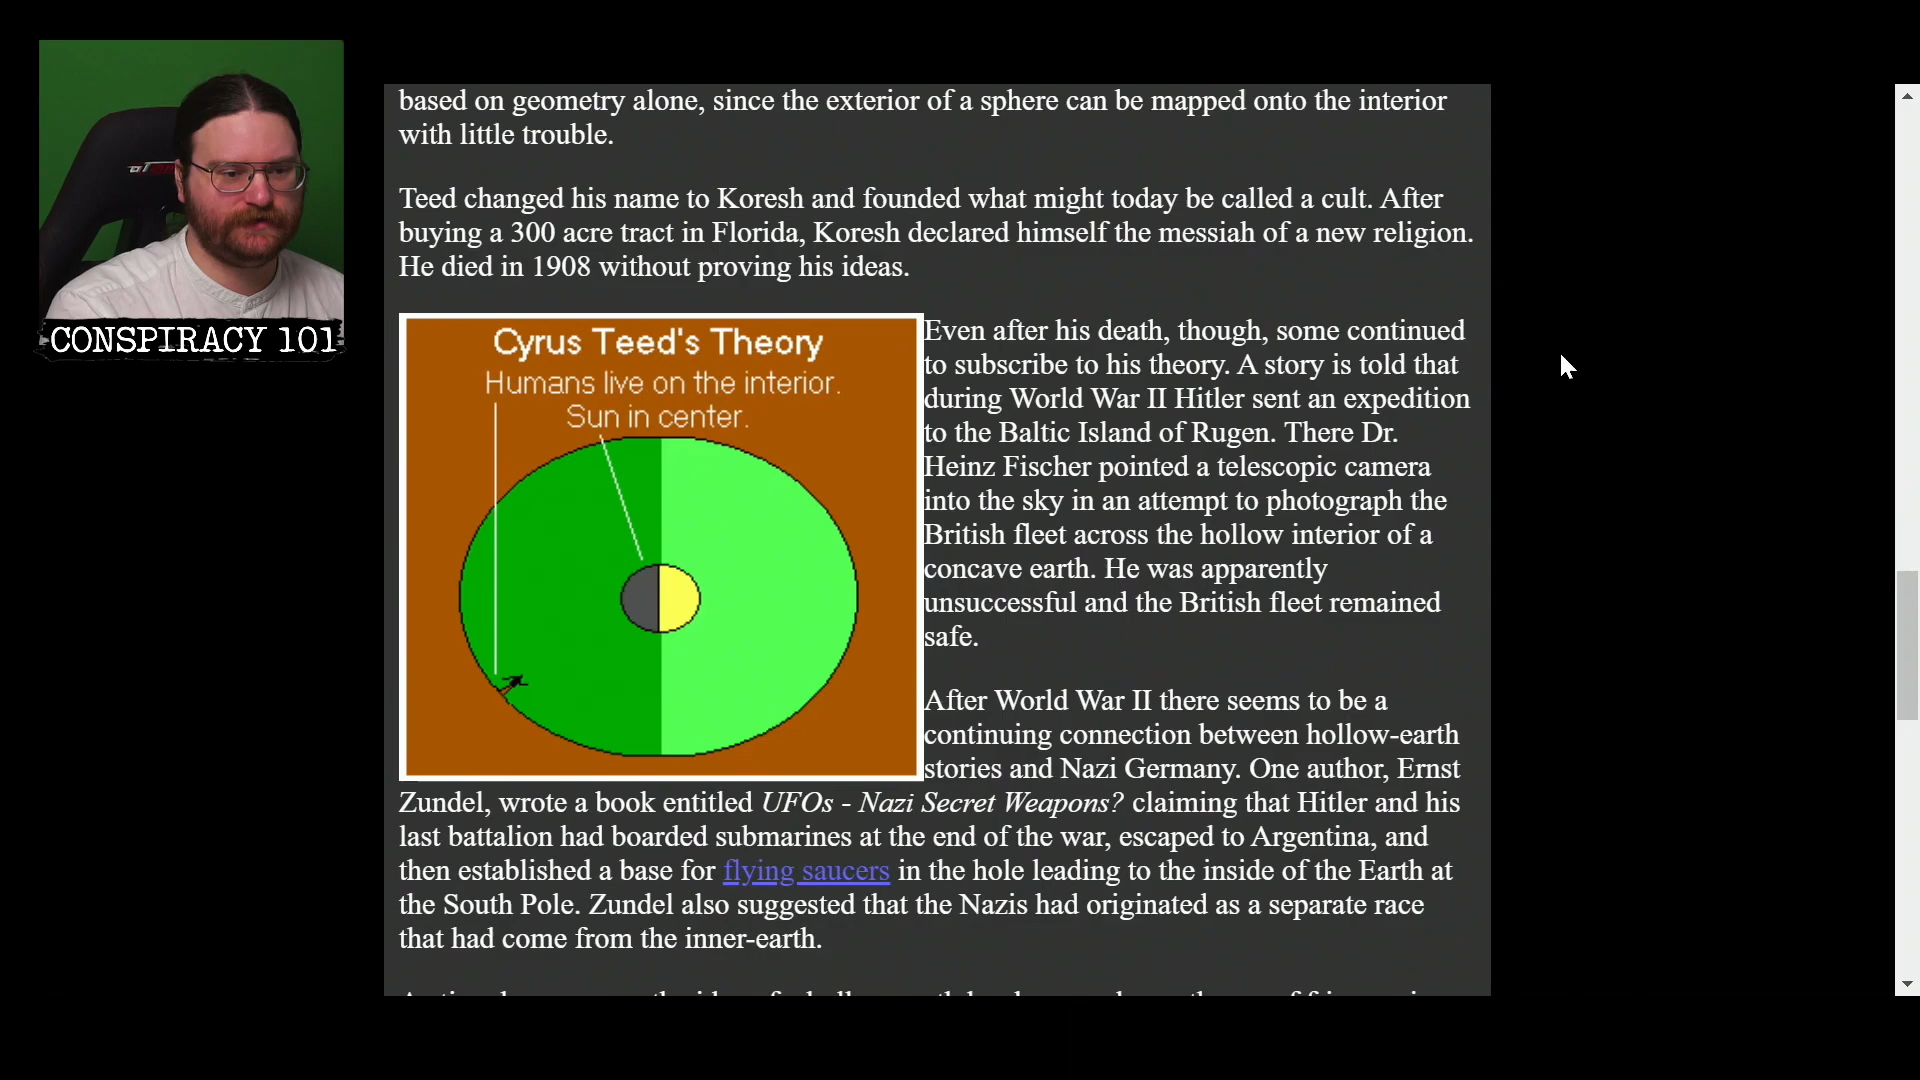 based on geometry alone, since the exterior of a sphere can be mapped onto the interior
with little trouble.
Teed changed his name to Koresh and founded what might today be called a cult. After
buying a 300 acre tract in Florida, Koresh declared himself the messiah of a new religion.
He died in 1908 without proving his ideas.
CONSPIRACY 101
Cyrus Teed's Theory
Humans live on the interior.
Sun in center.
Even after his death, though, some continued
to subscribe to his theory. A story is told that
during World War II Hitler sent an expedition
to the Baltic Island of Rugen. There Dr.
Heinz Fischer pointed a telescopic camera
into the sky in an attempt to photograph the
British fleet across the hollow interior of a
concave earth. He was apparently
unsuccessful and the British fleet remained
safe.
After World War II there seems to be a
continuing connection between hollow-earth
stories and Nazi Germany. One author, Ernst
Zundel, wrote a book entitled UFOs - Nazi Secret Weapons? claiming that Hitler and his
last battalion had boarded submarines at the end of the war, escaped to Argentina, and
then established a base for flying saucers in the hole leading to the inside of the Earth at
the South Pole. Zundel also suggested that the Nazis had originated as a separate race
that had come from the inner-earth.